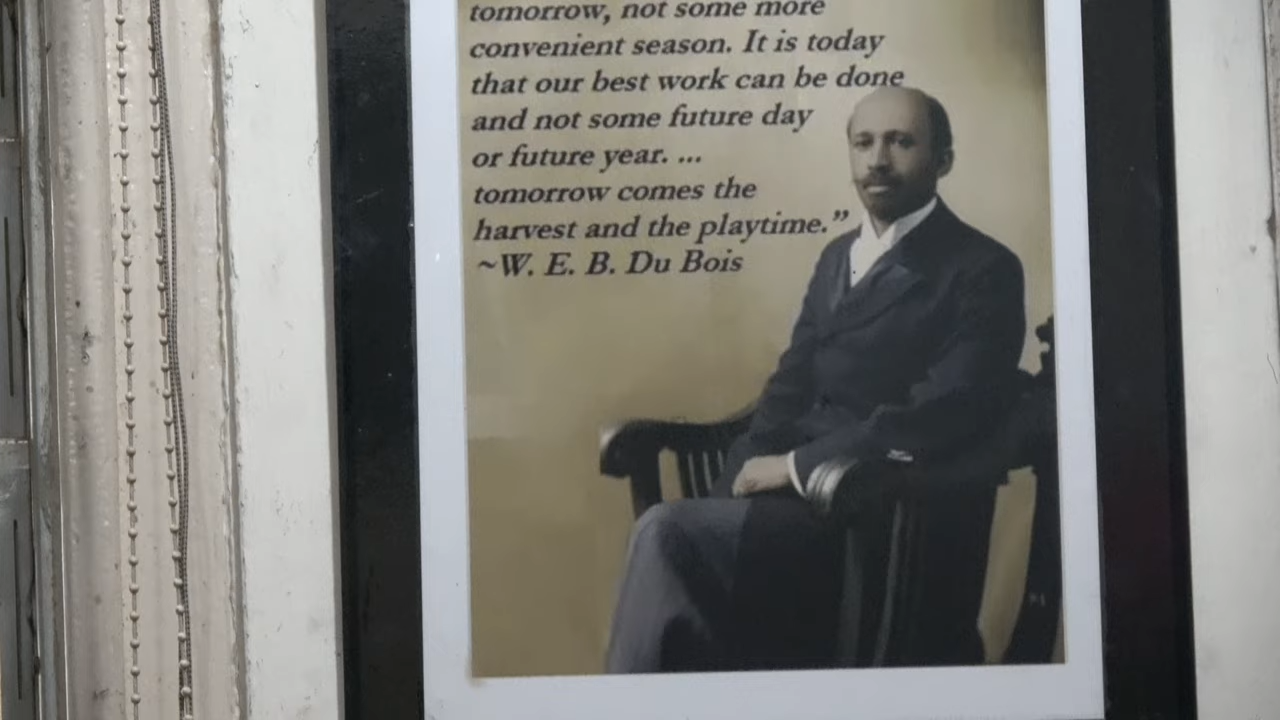 tomorrow, not some more
convenient season. It is today
that our best work can be done
and not some future day
or future year. ...
tomorrow comes the
harvest and the playtime.”
~W. E. B. Du Bois